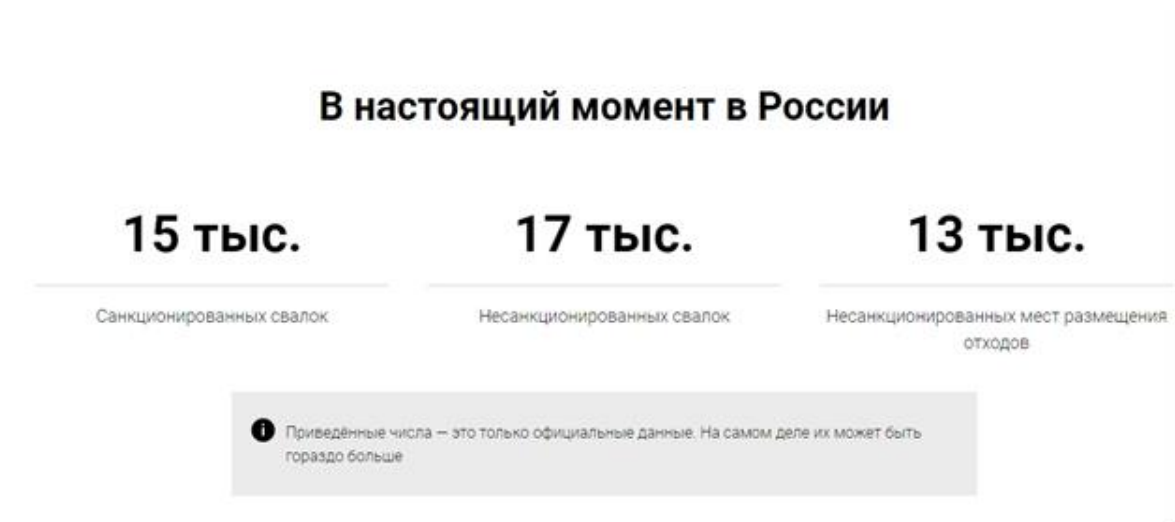 В настоящий момент в России
15 тыс.
Санкционированных свалок
17 тыс.
Несанкционированных свалок
13 тыс.
Несанкционированных мест размещения
отходов
Приведённые числа — это только официальные данные. На самом деле их может быть
гораздо больше